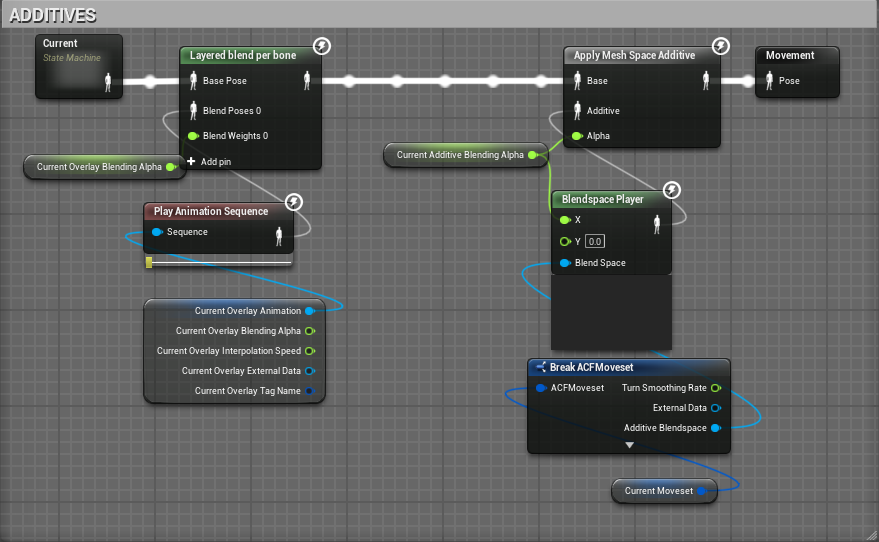 ADDITIVES
Current
State Machine
Layered blend per bone
Base Pose
Blend Poses 0
Blend Weights 0
Add pin
Current Overlay Blending Alpha
Play Animation Sequence
Sequence
Current Overlay Animation
Current Overlay Blending Alpha
Current Overlay Interpolation Speed
Current Overlay External Data
Current Overlay Tag Name
Apply Mesh Space Additive
Base
Additive
Alpha
Movement
Pose
Current Additive Blending Alpha
Blendspace Player
X
Y 0.0
Blend Space
Break ACFMoveset
ACFMoveset Turn Smoothing Rate
External Data
Additive Blendspace
Current Moveset